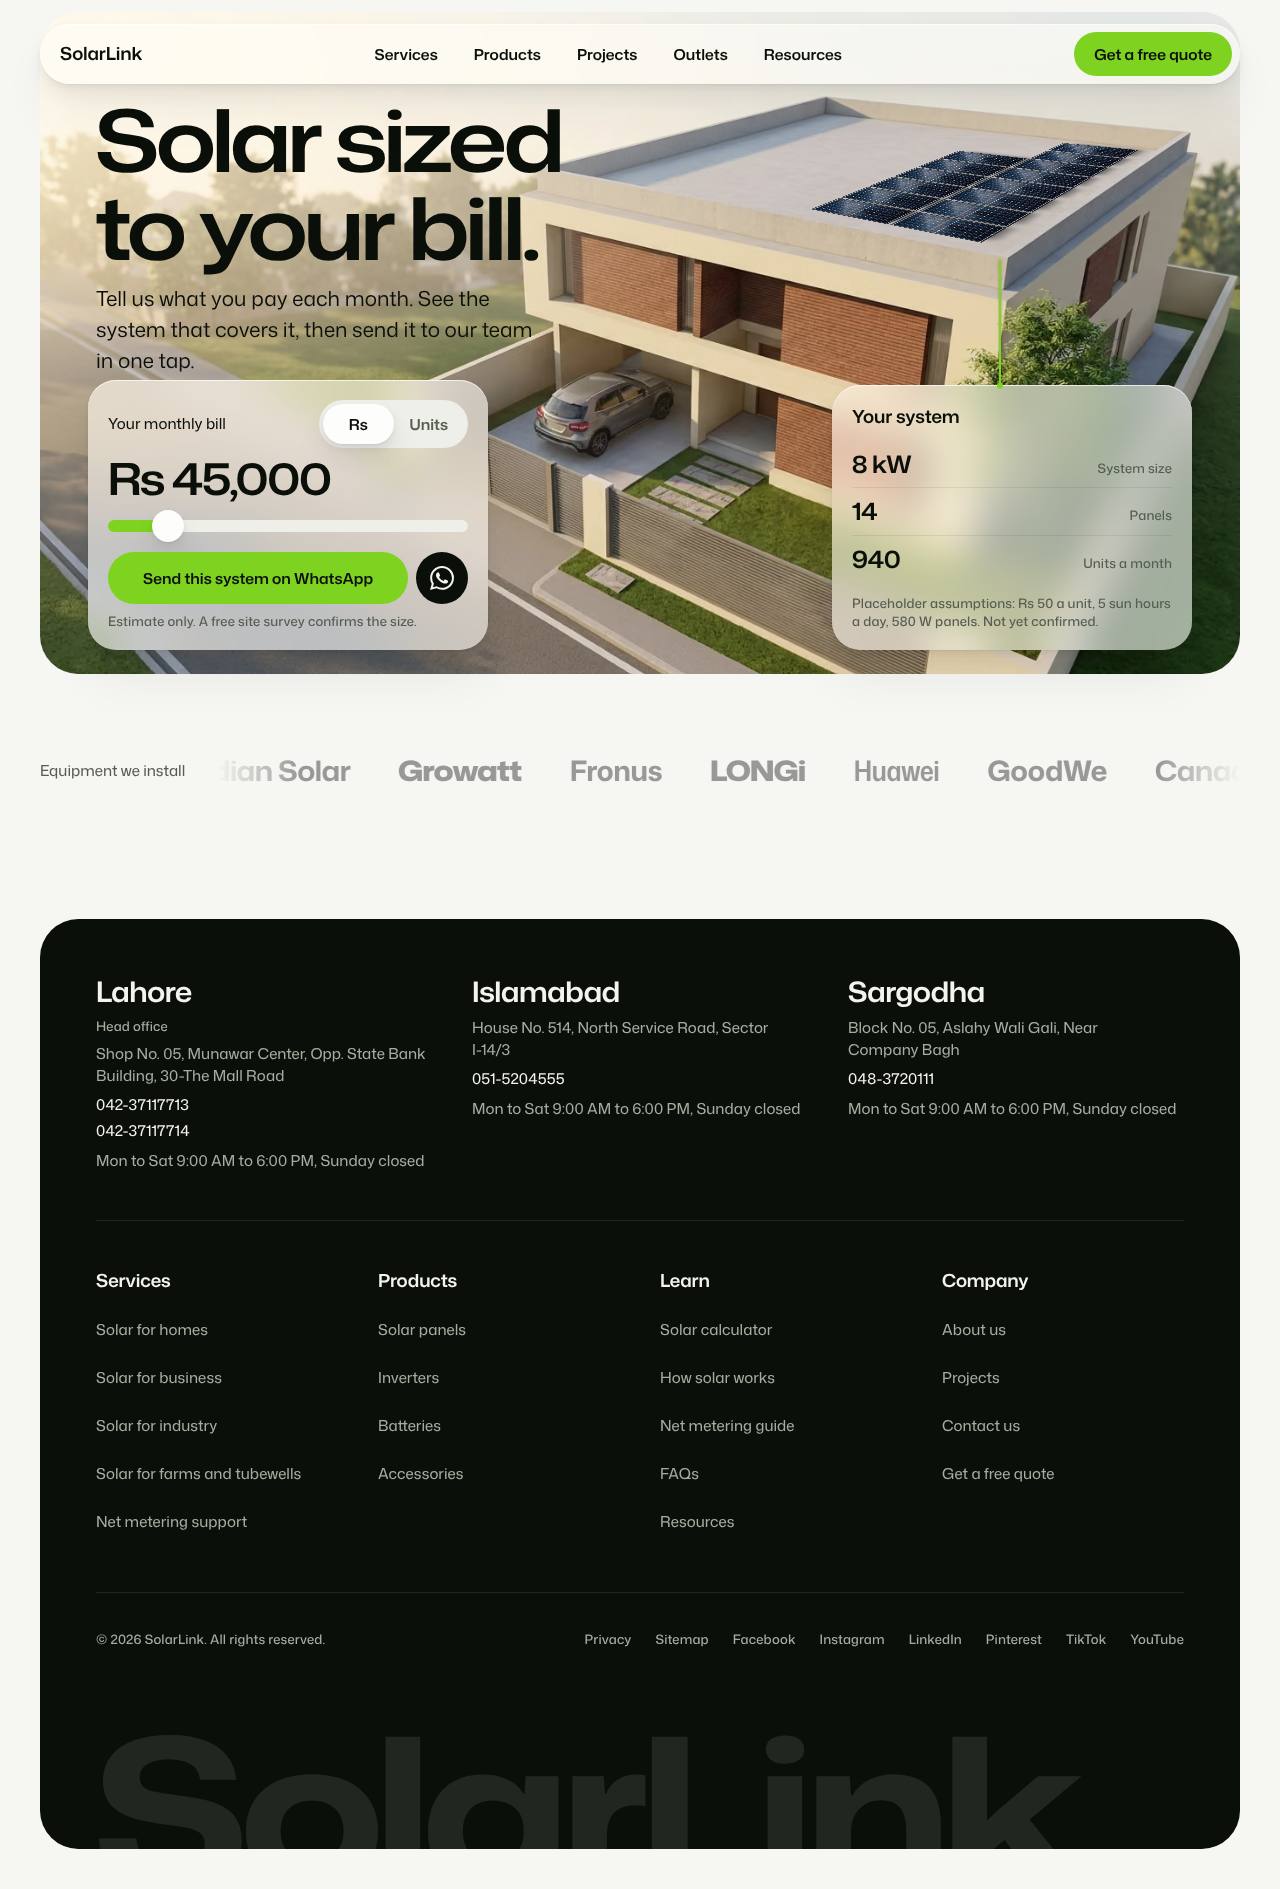 SolarLink
Services
Products
Projects
Outlets
Resources
Get a free quote
Solar sized
to your bill.
Tell us what you pay each month. See the
system that covers it, then send it to our team
in one tap.
Your monthly bill
Rs
Units
Rs 45,000
Send this system on WhatsApp
Estimate only. A free site survey confirms the size.
Your system
8 kW
System size
14
Panels
940
Units a month
Placeholder assumptions: Rs 50 a unit, 5 sun hours
a day, 580 W panels. Not yet confirmed.
Equipment we install
dian Solar
Growatt
Fronus
LONGi
Huawei
GoodWe
Cana
Lahore
Head office
Shop No. 05, Munawar Center, Opp. State Bank
Building, 30-The Mall Road
042-37117713
042-37117714
Mon to Sat 9:00 AM to 6:00 PM, Sunday closed
Islamabad
House No. 514, North Service Road, Sector
I-14/3
051-5204555
Mon to Sat 9:00 AM to 6:00 PM, Sunday closed
Sargodha
Block No. 05, Aslahy Wali Gali, Near
Company Bagh
048-3720111
Mon to Sat 9:00 AM to 6:00 PM, Sunday closed
Services
Solar for homes
Solar for business
Solar for industry
Solar for farms and tubewells
Net metering support
Products
Solar panels
Inverters
Batteries
Accessories
Learn
Solar calculator
How solar works
Net metering guide
FAQs
Resources
Company
About us
Projects
Contact us
Get a free quote
© 2026 SolarLink. All rights reserved.
Privacy
Sitemap
Facebook
Instagram
LinkedIn
Pinterest
TikTok
YouTube
SolarLink